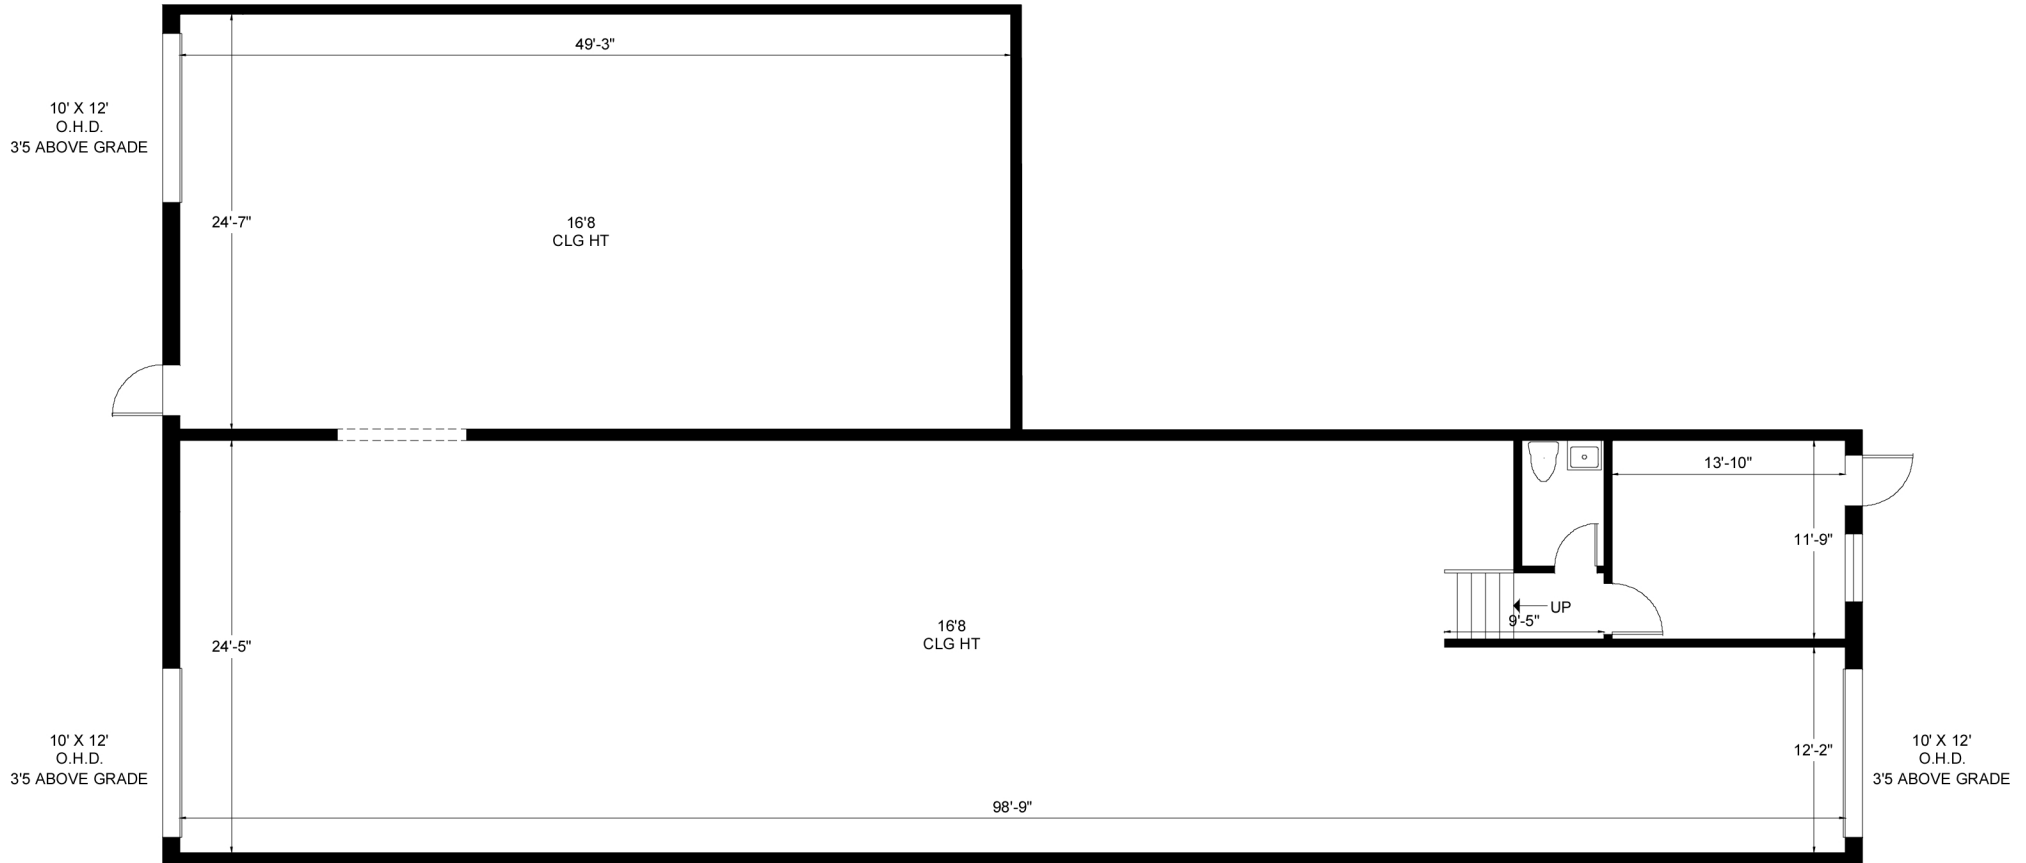 49'-3"
10' X 12'
O.H.D.
3'5 ABOVE GRADE
24'-7"
16'8
CLG HT
13'-10"
11'-9"
UP
9'-5"
16'8
CLG HT
24'-5"
10' X 12'
O.H.D.
3'5 ABOVE GRADE
12'-2"
10' X 12'
O.H.D.
3'5 ABOVE GRADE
98'-9"